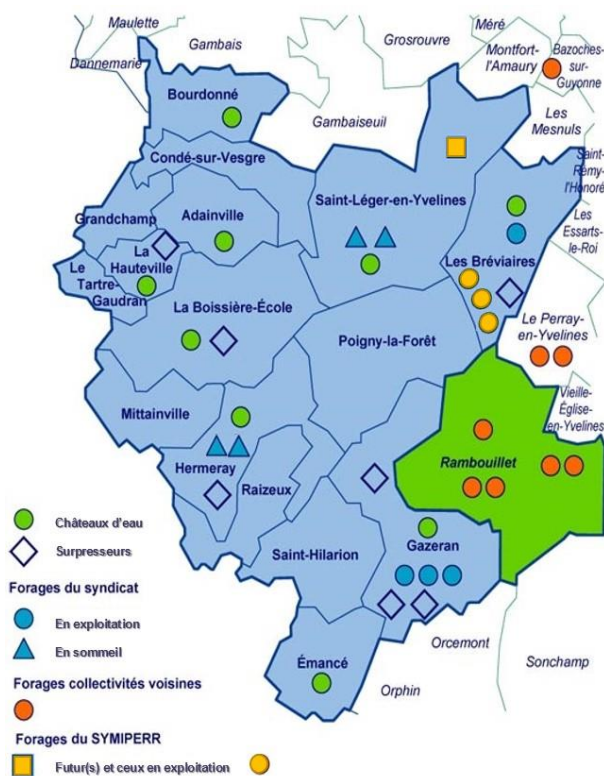 Maulette
Dannemarie
Gambais
Grosrouvre
Méré
Montfort-
l'Amaury
Bazoches-
sur-
Guyonne
Bourdonné
Gambaiseuil
Les
Mesnuls
Saint-
Rémy-
l'Honoré
Condé-sur-Vesgre
Saint-Léger-en-Yvelines
Grandchamp
Adainville
Les
Essarts-
le-Roi
La
Hauteville
Les Bréviaires
Le
Tartre-
Gaudran
La Boissière-École
Le Perray-
en-Yvelines
Poigny-la-Forêt
Mittainville
Vieille-
Église-
en-Yvelines
Rambouillet
Hermeray
Raizeux
Gazeran
Saint-Hilarion
Orcemont
Sonchamp
Émancé
Orphin
Châteaux d'eau
Surpresseurs
Forages du syndicat
En exploitation
En sommeil
Forages collectivités voisines
Forages du SYMIPERR
Futur(s) et ceux en exploitation